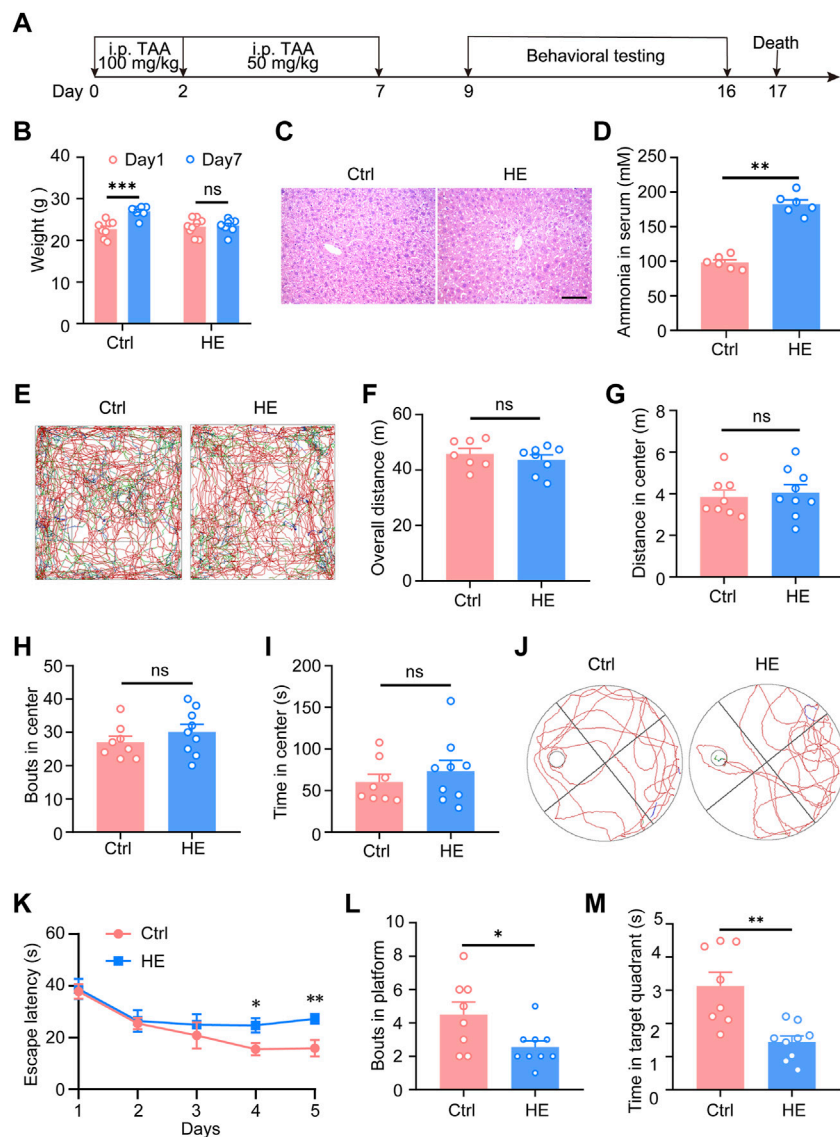 A
i.p. TAA
100 mg/kg
i.p. TAA
50 mg/kg
Behavioral testing
Death
Day 0 2 7 9 16 17
B
Day1 Day7
Weight (g )
40
30
20
10
0
*** ns
Ctrl HE
C
Ctrl HE
D
Ammonia in serum (mM)
200
150
100
50
0
**
Ctrl HE
E
Ctrl HE
F
Overall distance (m)
60
40
20
0
ns
Ctrl HE
G
Distance in center (m)
8
6
4
2
0
ns
Ctrl HE
H
Bouts in center
50
40
30
20
10
0
ns
Ctrl HE
I
Time in center (s)
200
150
100
50
0
ns
Ctrl HE
J
Ctrl HE
K
Escape latency (s)
60
40
20
0
Ctrl
HE
* **
1 2 3 4 5
Days
L
Bouts in platform
10
8
6
4
2
0
*
Ctrl HE
M
Time in target quadrant (s)
5
4
3
2
1
0
**
Ctrl HE